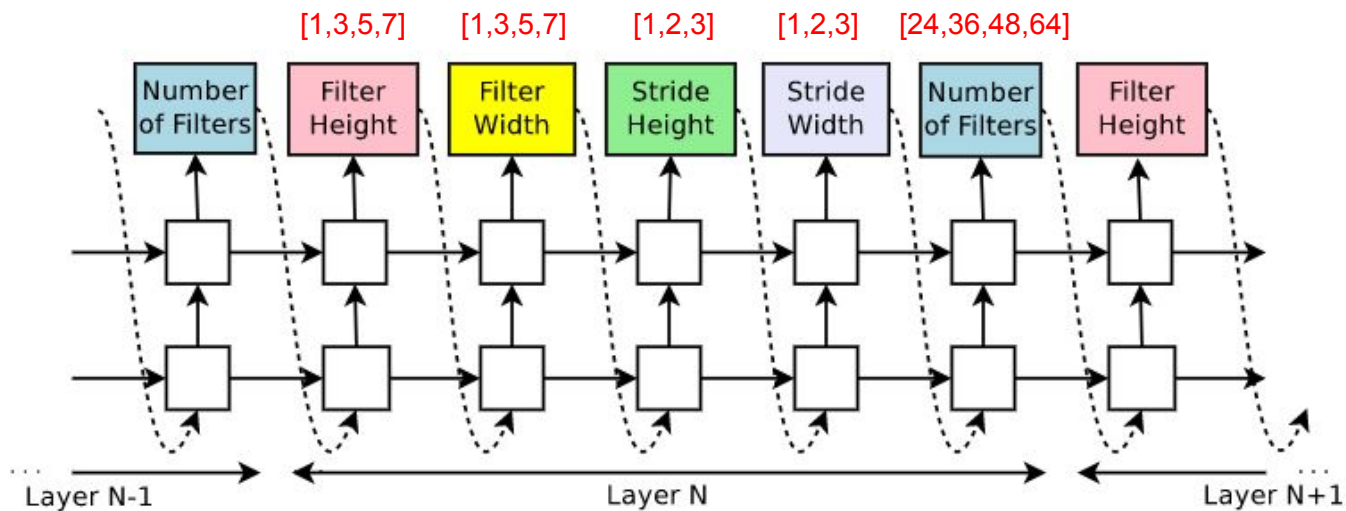 [1,3,5,7] [1,3,5,7] [1,2,3] [1,2,3] [24,36,48,64]
Number Filter Filter Stride Stride Number Filter
of Filters Height Width Height Width of Filters Height
... ...
Layer N-1 Layer N Layer N+1